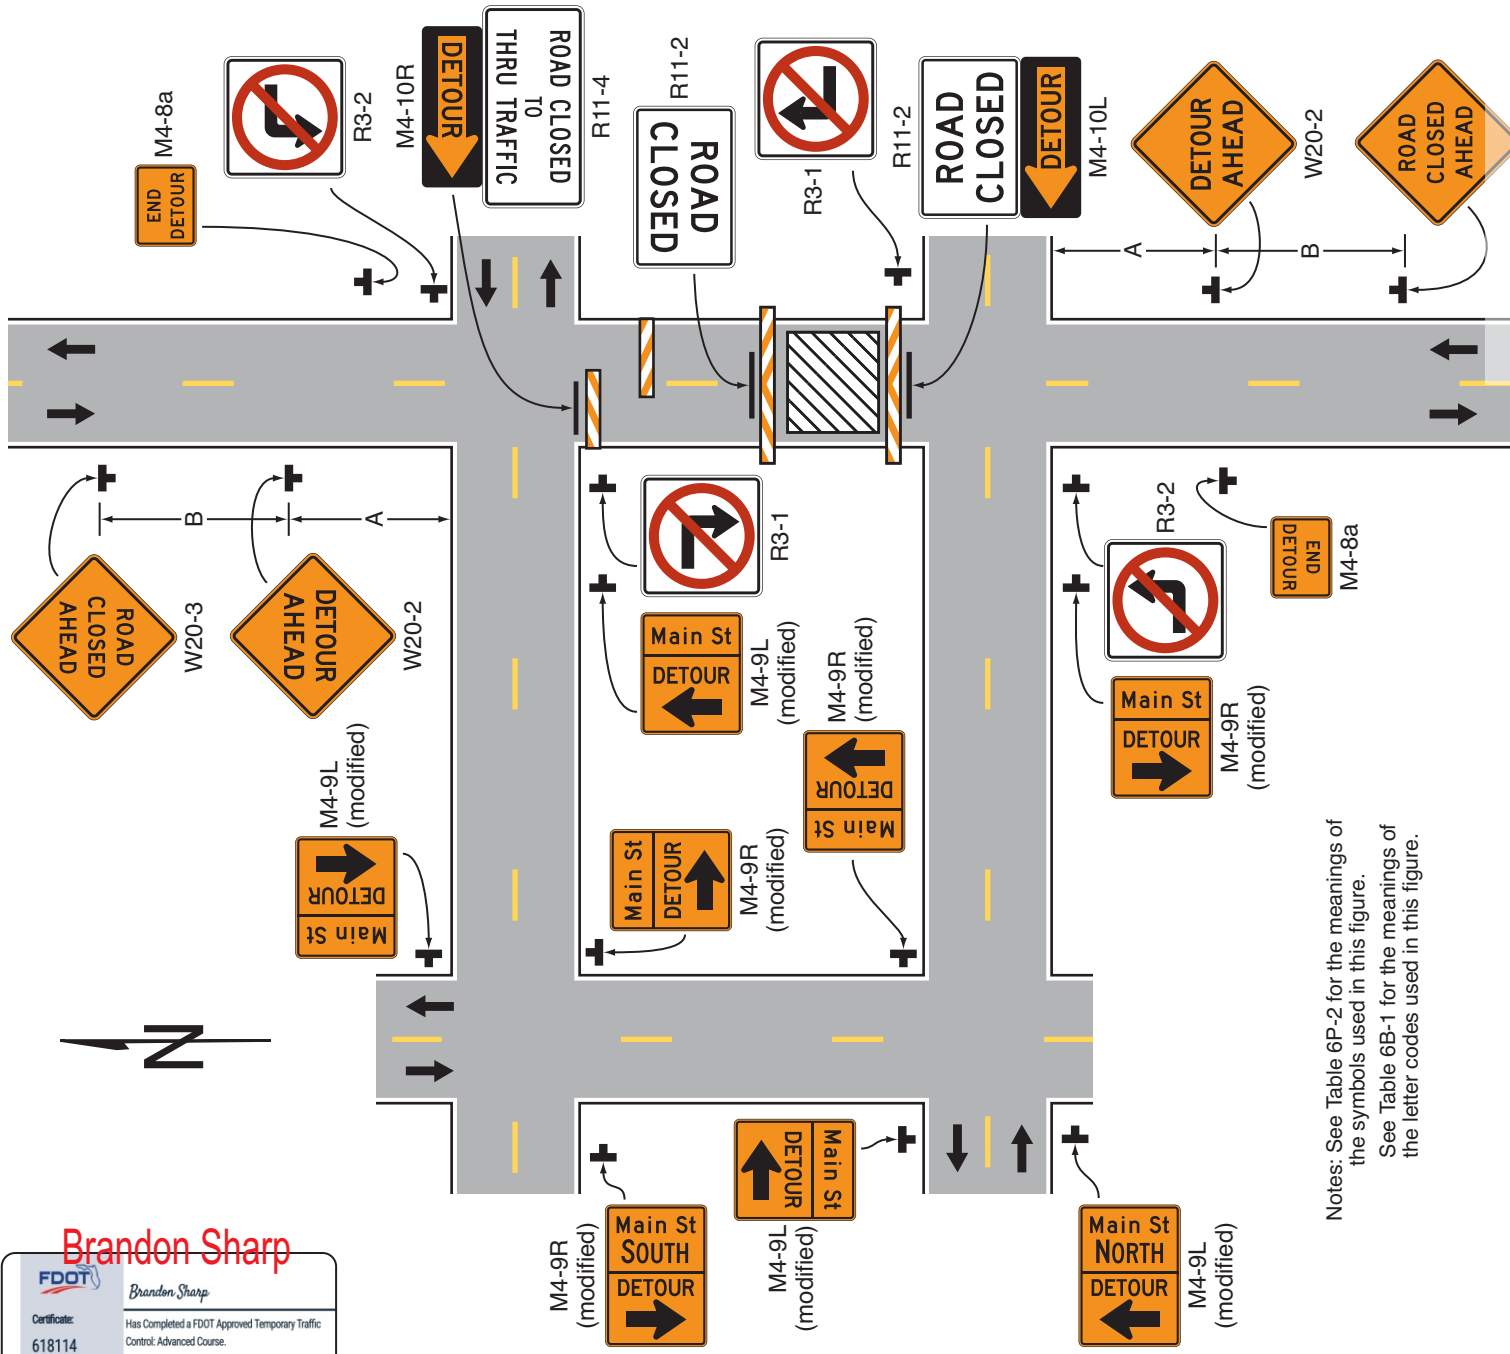 M4-8a
END
DETOUR
R3-2
M4-10R
DETOUR
ROAD CLOSED
TO
THRU TRAFFIC
R11-4
R11-2
ROAD
CLOSED
R3-1
R11-2
ROAD
CLOSED
DETOUR
M4-10L
DETOUR
AHEAD
W20-2
ROAD
CLOSED
AHEAD
A
B
B
A
ROAD
CLOSED
AHEAD
W20-3
DETOUR
AHEAD
W20-2
R3-1
Main St
DETOUR
M4-9L
(modified)
M4-9R
(modified)
DETOUR
Main St
R3-2
END
DETOUR
M4-8a
Main St
DETOUR
M4-9R
(modified)
M4-9L
(modified)
DETOUR
Main St
Main St
DETOUR
M4-9R
(modified)
N
Notes: See Table 6P-2 for the meanings of
the symbols used in this figure.
See Table 6B-1 for the meanings of
the letter codes used in this figure.
M4-9R
(modified)
Main St
SOUTH
DETOUR
Main St
DETOUR
M4-9L
(modified)
Main St
NORTH
DETOUR
M4-9L
(modified)
Brandon Sharp
FDOT
Brandon Sharp
Certificate:
618114
Has Completed a FDOT Approved Temporary Traffic
Control: Advanced Course.